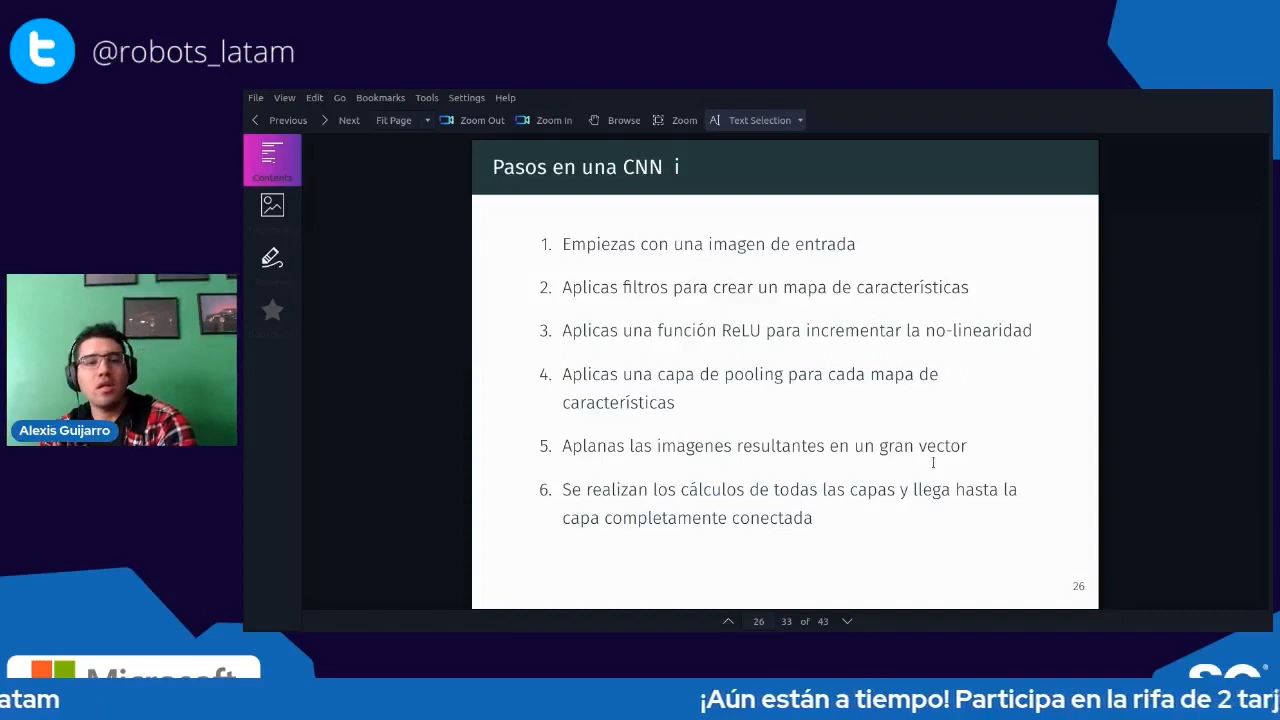 @robots_latam
File View Edit Go Bookmarks Tools Settings Help
Previous Next Fit Page Zoom Out Zoom In Browse Zoom Text Selection
Contents
Pasos en una CNN i
1. Empiezas con una imagen de entrada
2. Aplicas filtros para crear un mapa de características
3. Aplicas una función ReLU para incrementar la no-linearidad
4. Aplicas una capa de pooling para cada mapa de
características
5. Aplanas las imagenes resultantes en un gran vector
6. Se realizan los cálculos de todas las capas y llega hasta la
capa completamente conectada
26
26 33 of 43
Alexis Guijarro
Microsoft
atam
¡Aún están a tiempo! Participa en la rifa de 2 tarj